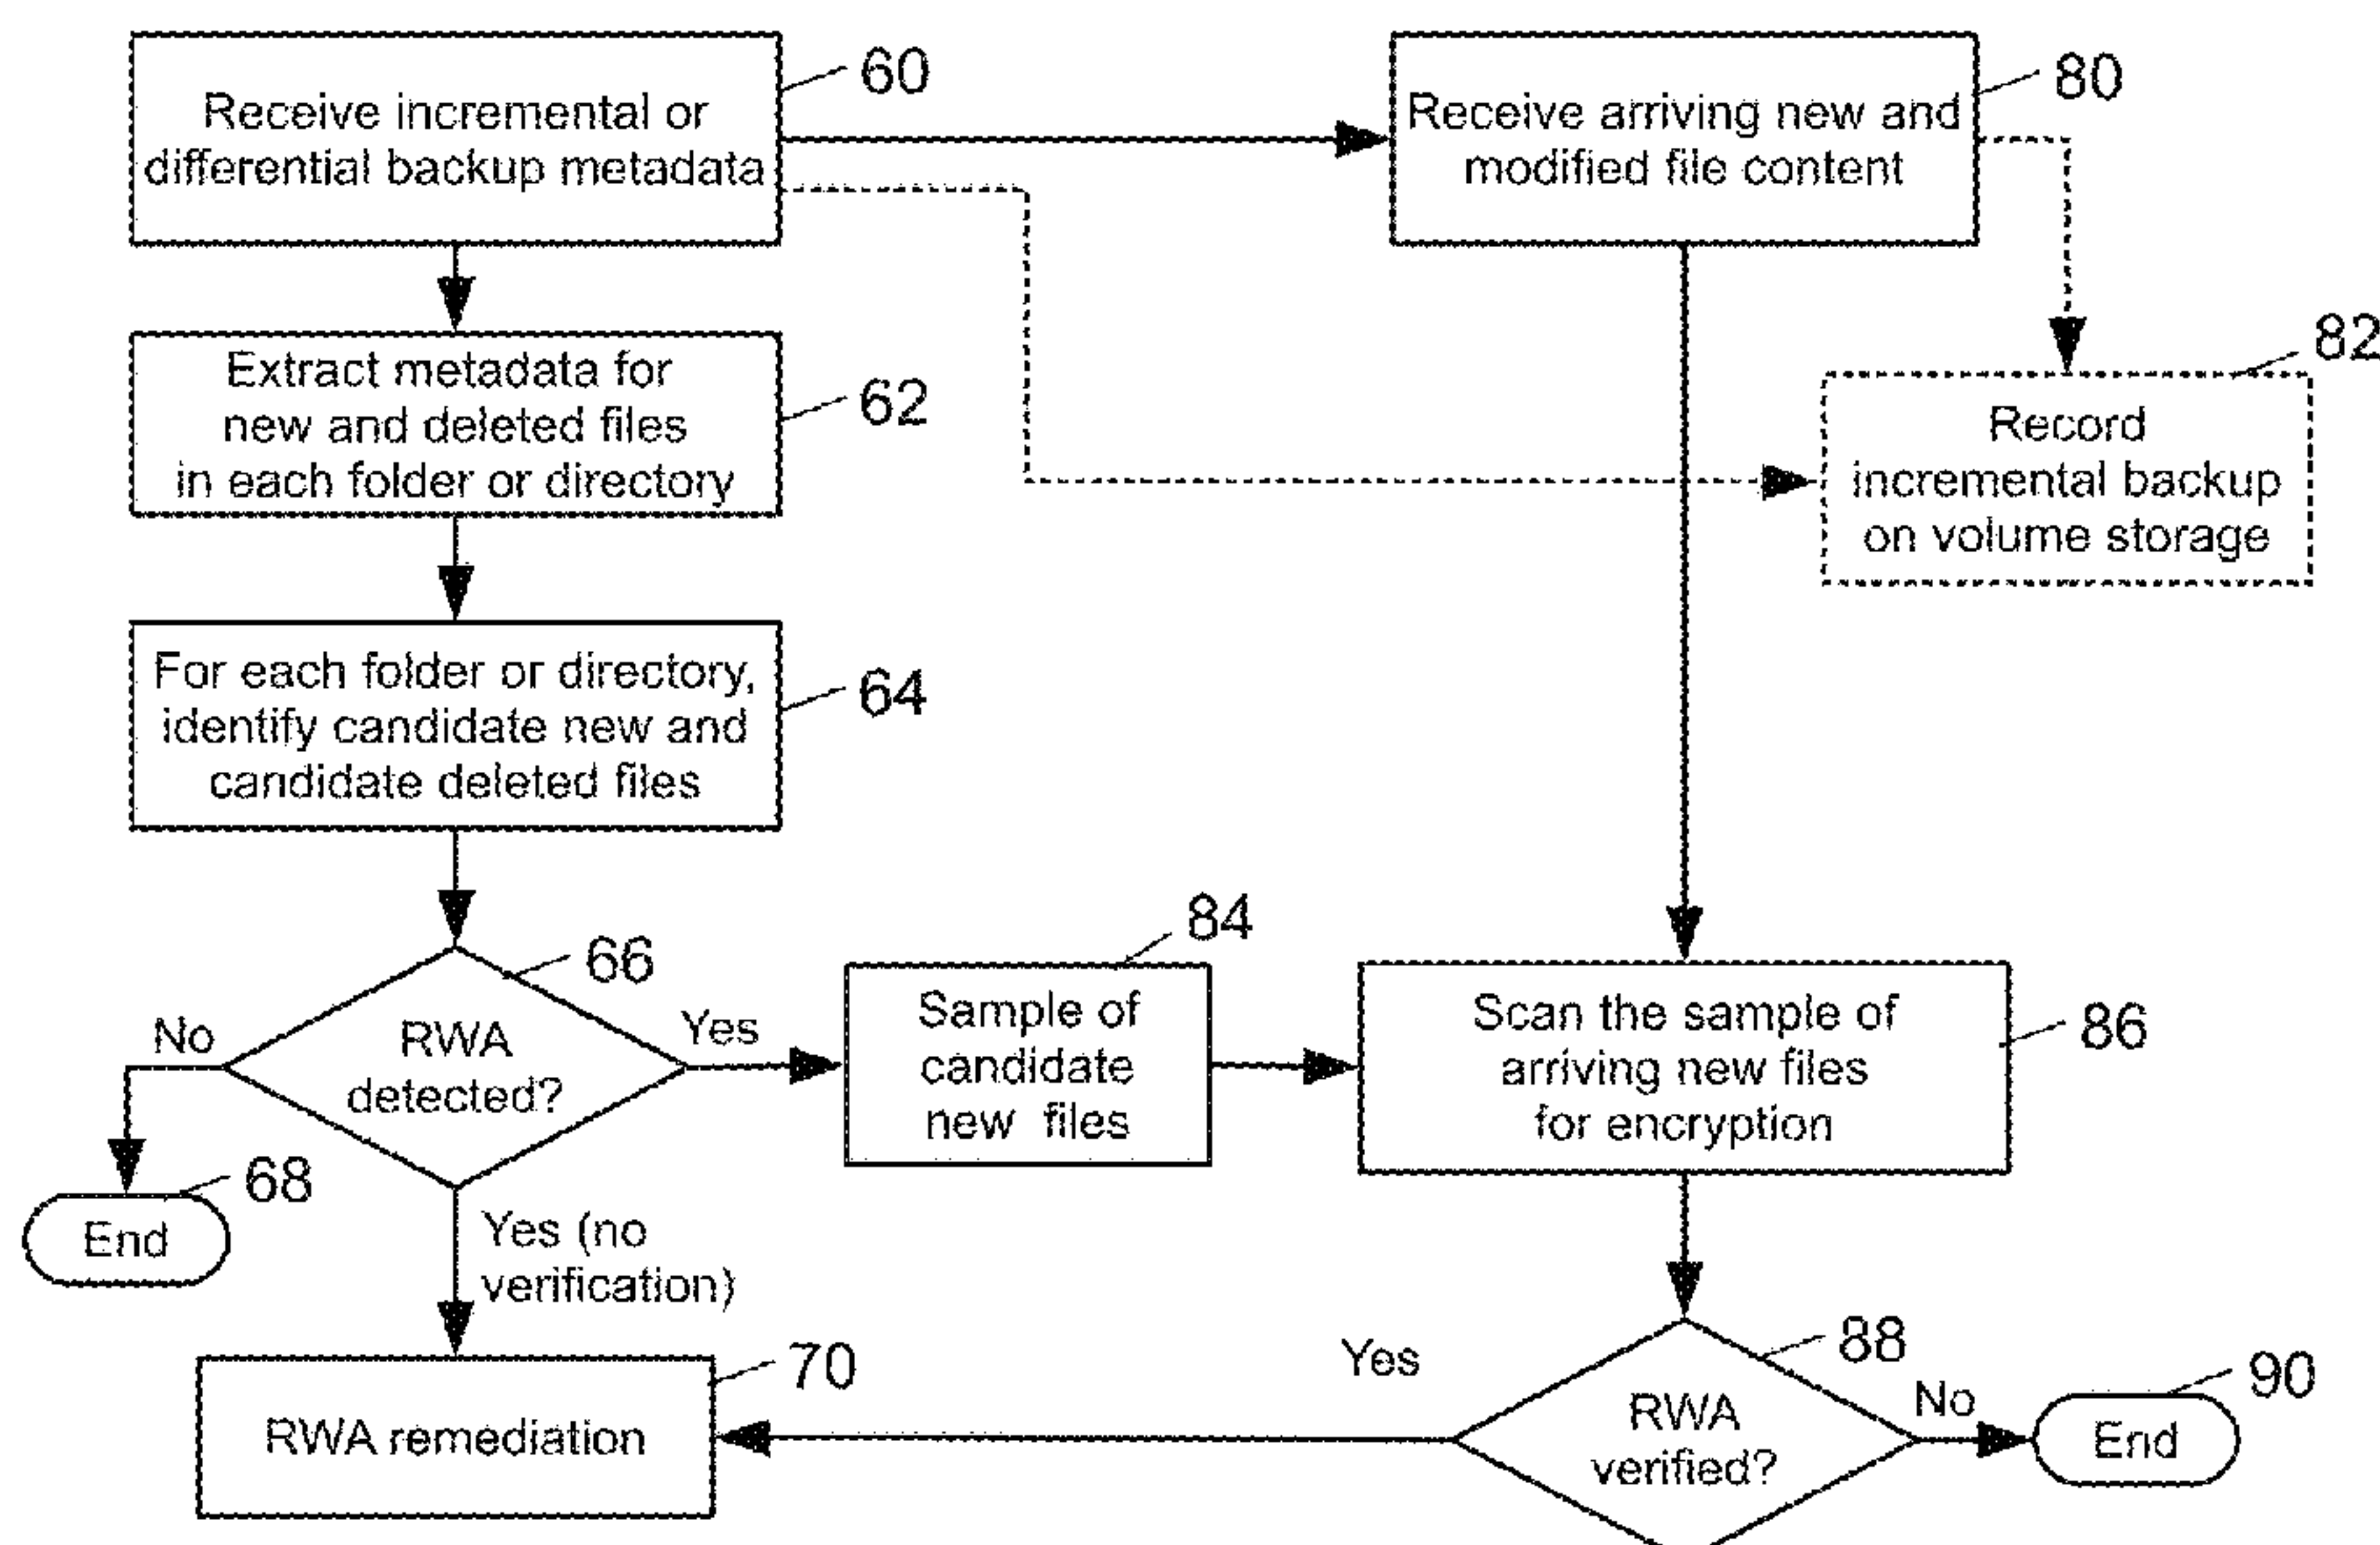 60
Receive incremental or
differential backup metadata
80
Receive arriving new and
modified file content
62
Extract metadata for
new and deleted files
in each folder or directory
82
Record
incremental backup
on volume storage
64
For each folder or directory,
identify candidate new and
candidate deleted files
66
RWA
detected?
No
Yes
84
Sample of
candidate
new files
86
Scan the sample of
arriving new files
for encryption
68
End
Yes (no
verification)
70
RWA remediation
88
RWA
verified?
Yes
No
90
End